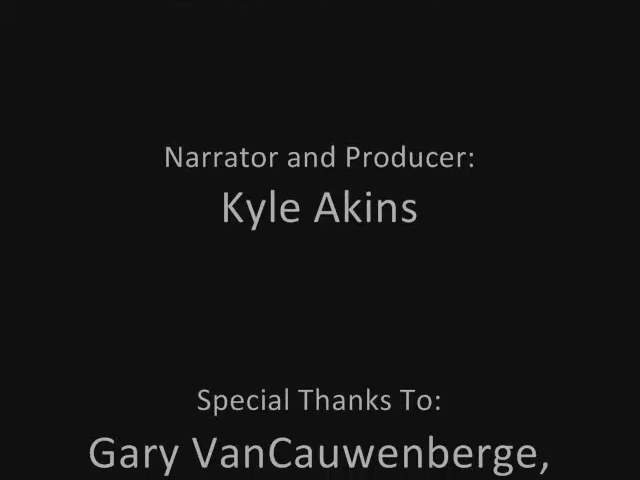 Narrator and Producer:
Kyle Akins
Special Thanks To:
Gary VanCauwenberge,